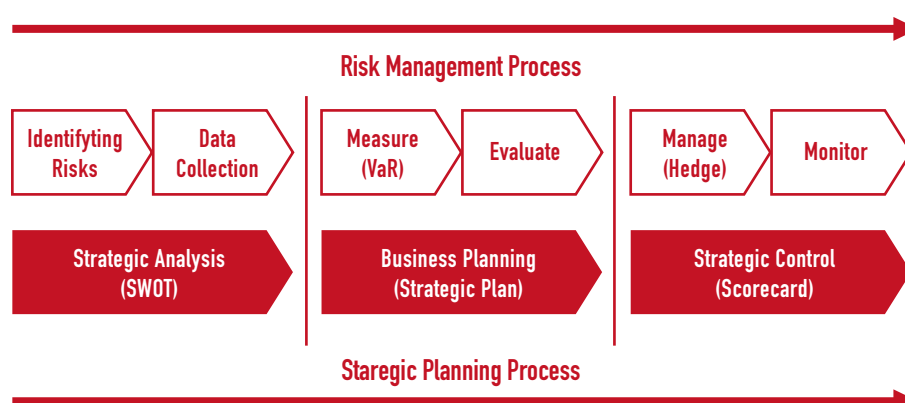 Risk Management Process
Identifyting
Risks
Data
Collection
Measure
(VaR)
Evaluate
Manage
(Hedge)
Monitor
Strategic Analysis
(SWOT)
Business Planning
(Strategic Plan)
Strategic Control
(Scorecard)
Staregic Planning Process